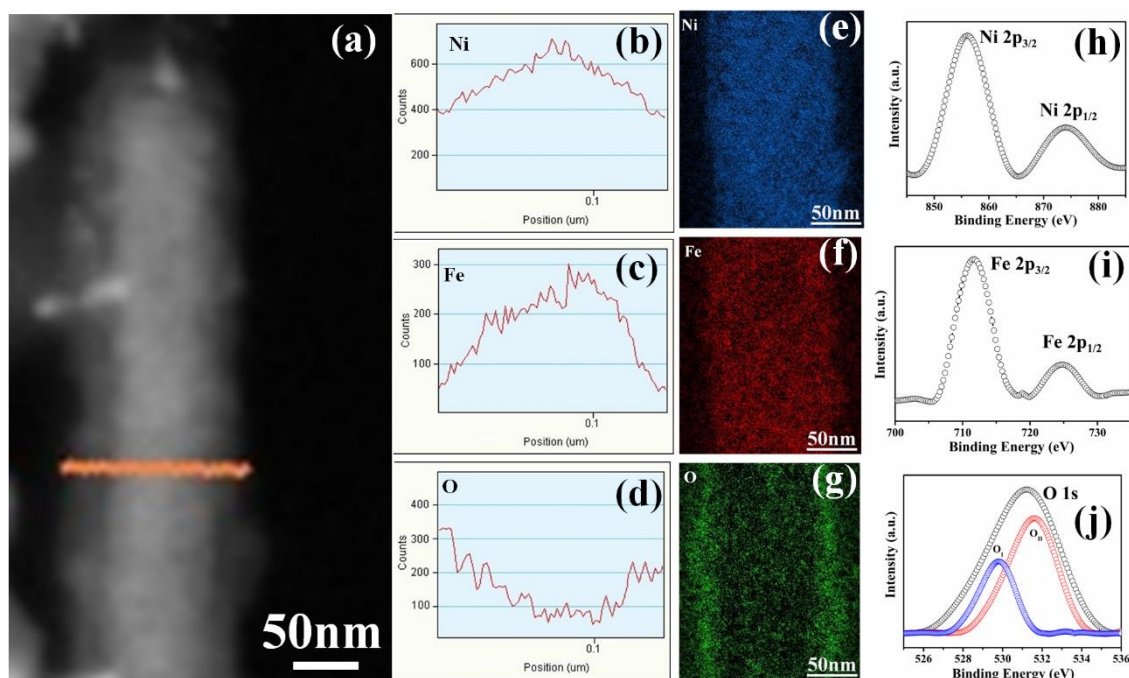 (a)
50nm
Ni
(b)
600
400
200
Counts
0.1
Position (um)
Fe
(c)
300
200
100
Counts
0.1
Position (um)
O
(d)
400
300
200
100
Counts
0.1
Position (um)
Ni
(e)
50nm
Fe
(f)
50nm
O
(g)
50nm
(h)
Ni 2p3/2
Ni 2p1/2
Intensity (a.u.)
850 860 870 880
Binding Energy (eV)
(i)
Fe 2p3/2
Fe 2p1/2
Intensity (a.u.)
700 710 720 730
Binding Energy (eV)
O 1s
(j)
OI
OII
Intensity (a.u.)
526 528 530 532 534 536
Binding Energy (eV)